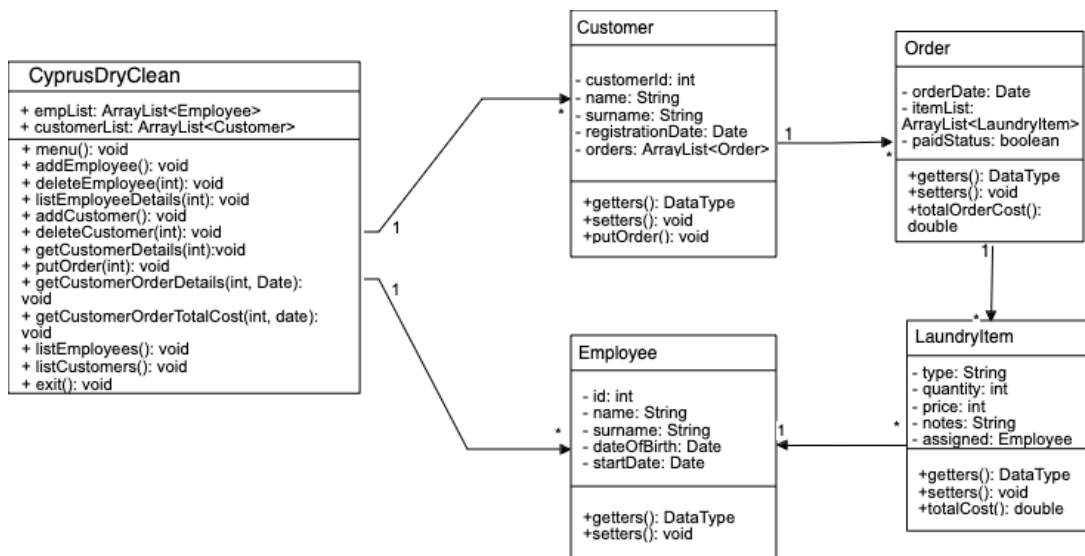 CyprusDryClean
+ empList: ArrayList<Employee>
+ customerList: ArrayList<Customer>
+ menu(): void
+ addEmployee(): void
+ deleteEmployee(int): void
+ listEmployeeDetails(int): void
+ addCustomer(): void
+ deleteCustomer(int): void
+ getCustomerDetails(int):void
+ putOrder(int): void
+ getCustomerOrderDetails(int, Date):
void
+ getCustomerOrderTotalCost(int, date):
void
+ listEmployees(): void
+ listCustomers(): void
+ exit(): void
1
*
1
*
Customer
- customerId: int
- name: String
- surname: String
- registrationDate: Date
- orders: ArrayList<Order>
+getters(): DataType
+setters(): void
+putOrder(): void
1
*
Order
- orderDate: Date
- itemList:
ArrayList<LaundryItem>
- paidStatus: boolean
+getters(): DataType
+setters(): void
+totalOrderCost():
double
1
*
Employee
- id: int
- name: String
- surname: String
- dateOfBirth: Date
- startDate: Date
+getters(): DataType
+setters(): void
1
*
LaundryItem
- type: String
- quantity: int
- price: int
- notes: String
- assigned: Employee
+getters(): DataType
+setters(): void
+totalCost(): double